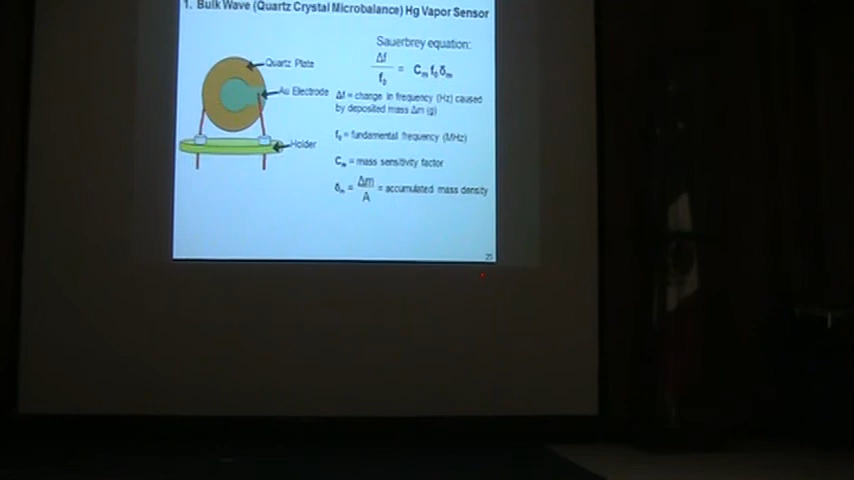 1. Bulk Wave (Quartz Crystal Microbalance) Hg Vapor Sensor
Sauerbrey equation:
Δf
f₀ = Cₘ f₀ δₘ
Quartz Plate
Au Electrode
Holder
Δf = change in frequency (Hz) caused
by deposited mass Δm (g)
f₀ = fundamental frequency (MHz)
Cₘ = mass sensitivity factor
δₘ = Δm
A = accumulated mass density
25